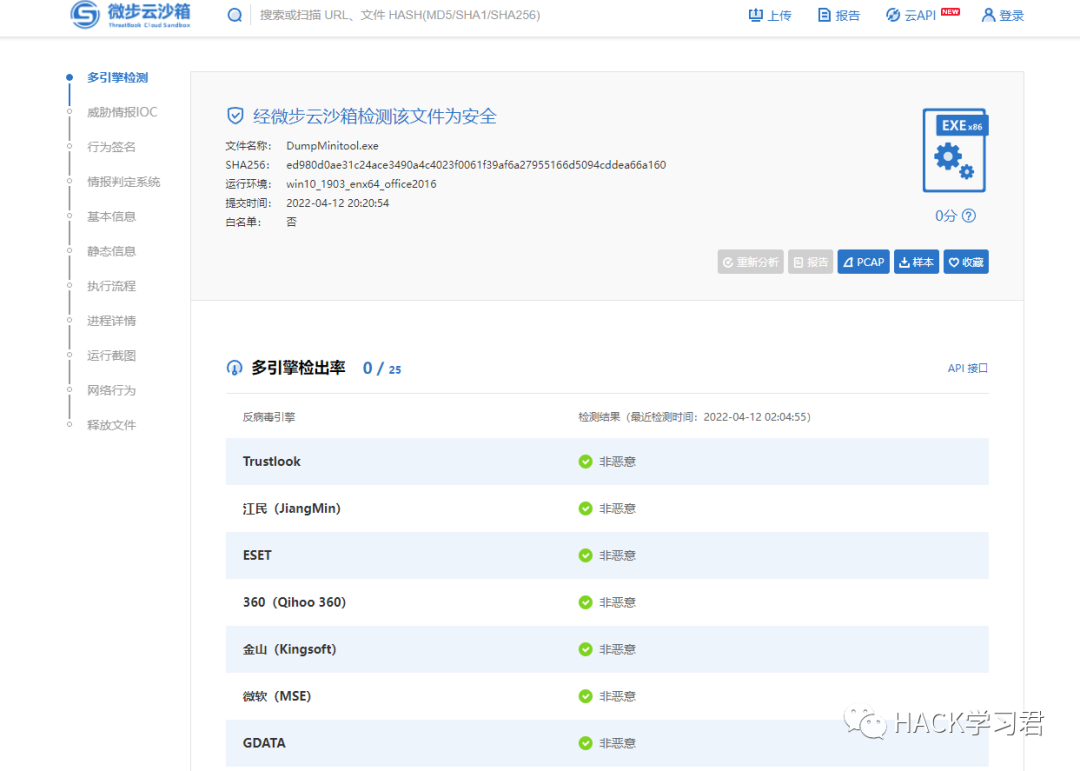 微步云沙箱
ThreatBook Cloud Sandbox
搜索或扫描 URL、文件 HASH(MD5/SHA1/SHA256)
上传 报告 云API NEW 登录
多引擎检测
威胁情报IOC
行为签名
情报判定系统
基本信息
静态信息
执行流程
进程详情
运行截图
网络行为
释放文件
经微步云沙箱检测该文件为安全
文件名称: DumpMinitool.exe
SHA256: ed980d0ae31c24ace3490a4c4023f0061f39af6a27955166d5094cddea66a160
运行环境: win10_1903_enx64_office2016
提交时间: 2022-04-12 20:20:54
白名单: 否
EXE x86
0分 ?
重新分析 报告 PCAP 样本 收藏
多引擎检出率 0 / 25
API 接口
反病毒引擎 检测结果（最近检测时间：2022-04-12 02:04:55）
Trustlook 非恶意
江民（JiangMin） 非恶意
ESET 非恶意
360（Qihoo 360） 非恶意
金山（Kingsoft） 非恶意
微软（MSE） 非恶意
GDATA 非恶意
HACK学习君